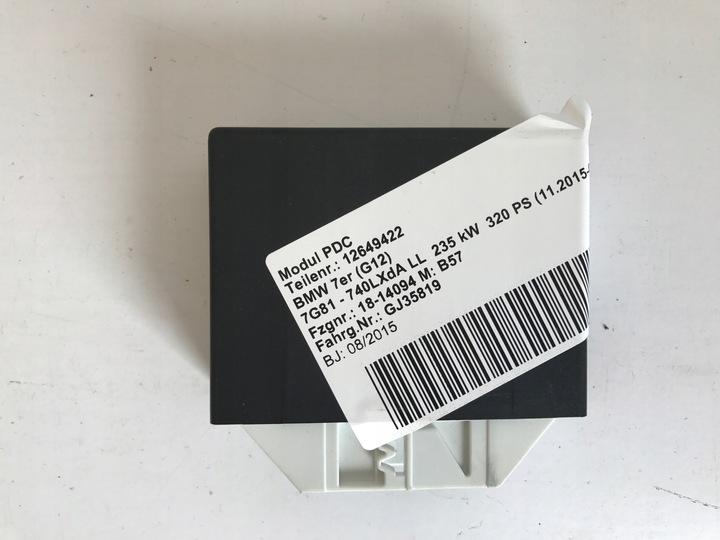 Modul PDC
Teilenr.: 12649422
BMW 7er (G12)
7G81 - 740LXdA LL 235 kW 320 PS (11.2015-
Fzgnr.: 18-14094 M: B57
Fahrg.Nr.: GJ35819
BJ: 08/2015